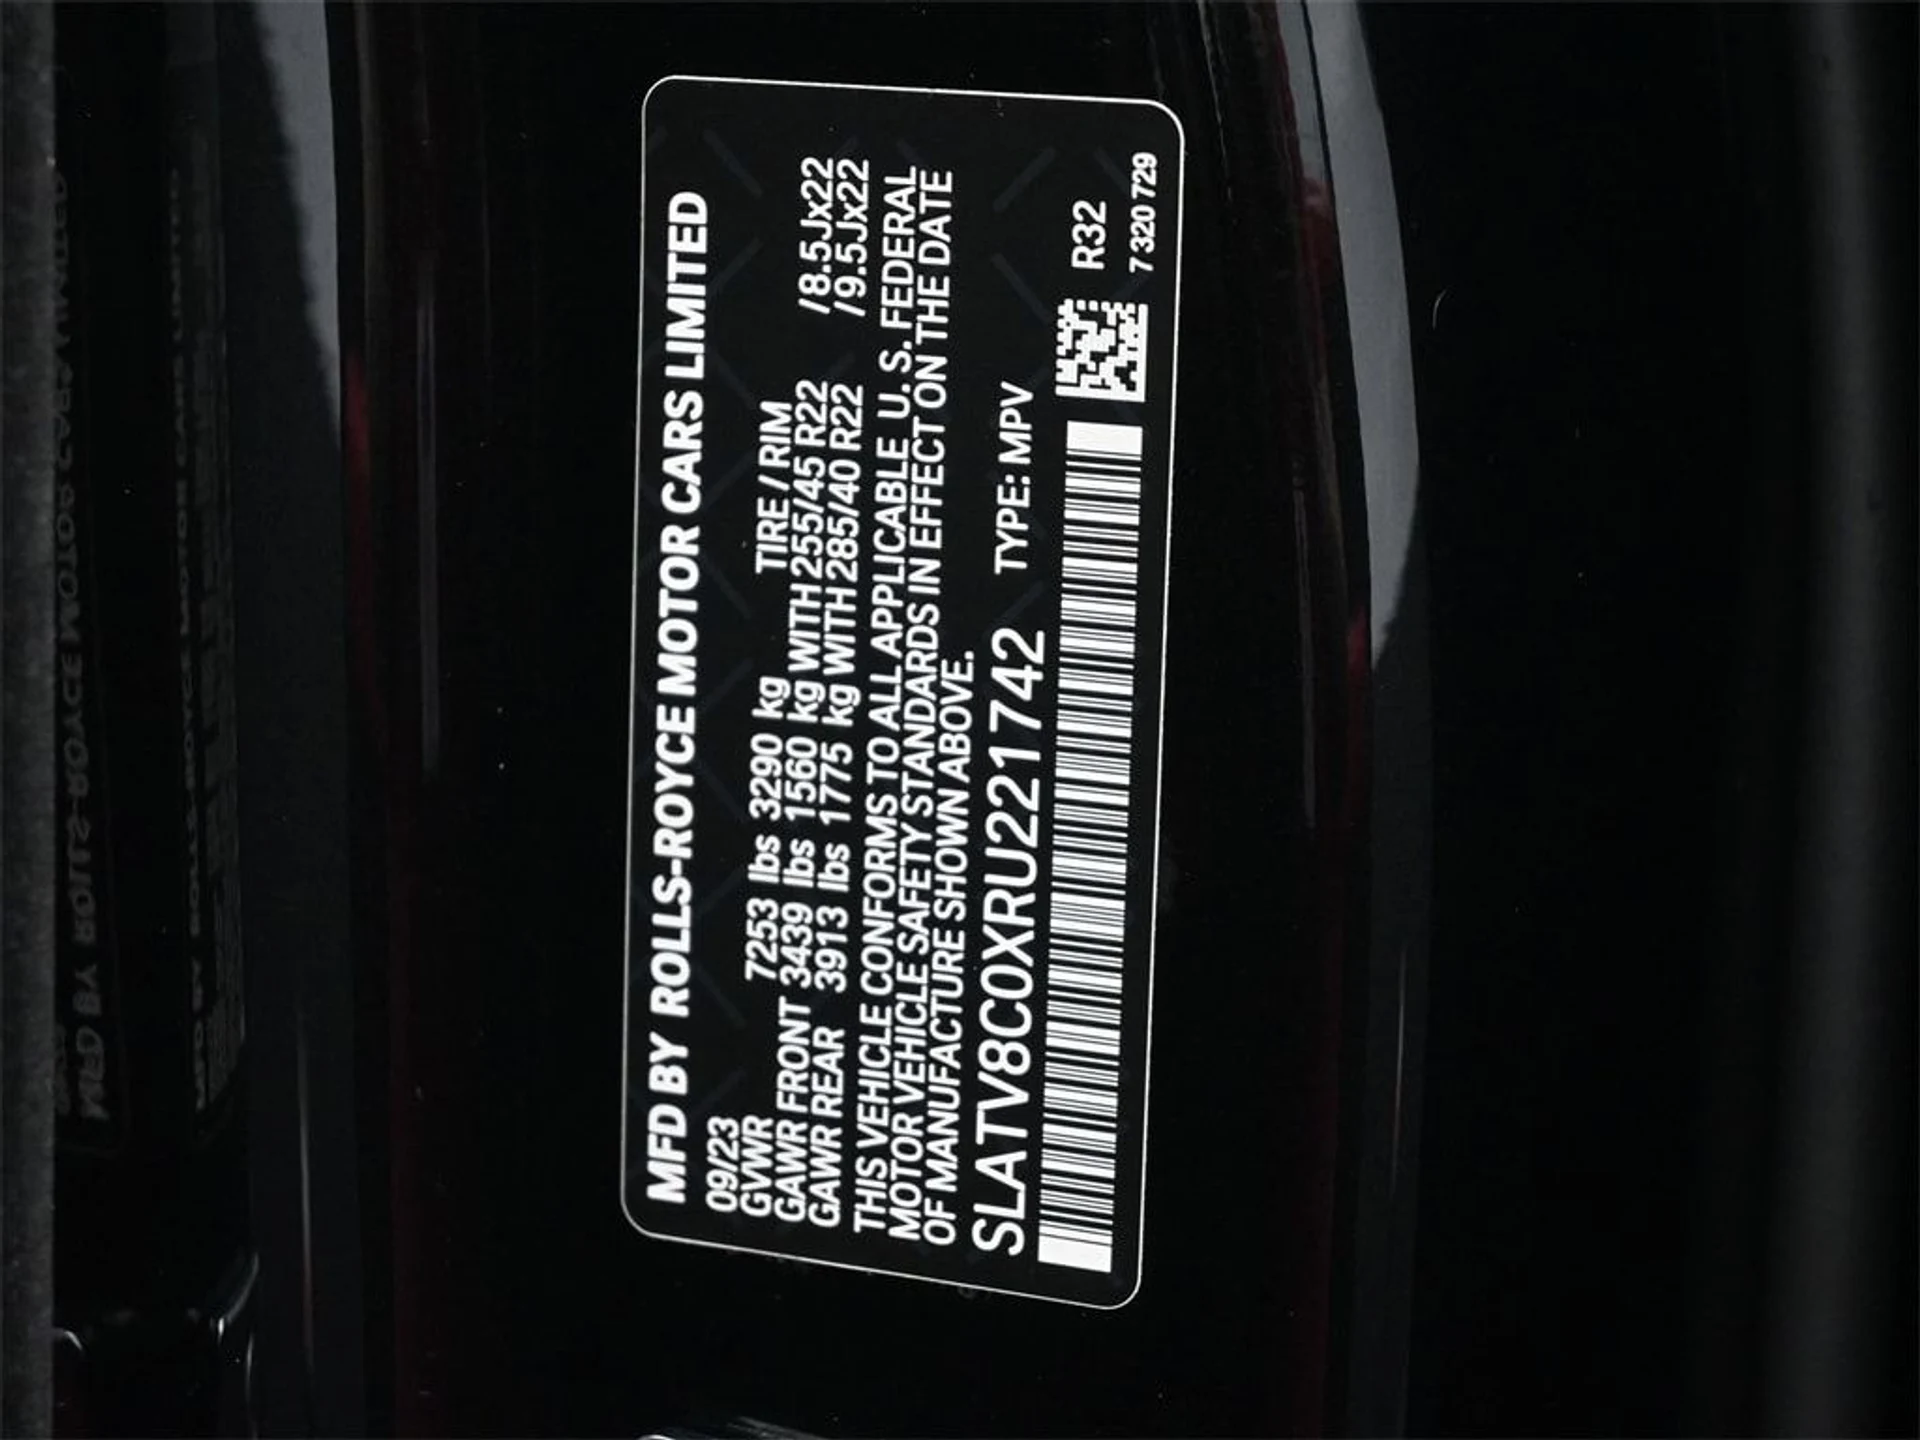 MFD BY ROLLS-ROYCE MOTOR CARS LIMITED
09/23
GVWR 7253 lbs 3290 kg TIRE / RIM
GAWR FRONT 3439 lbs 1560 kg WITH 255/45 R22 /8.5Jx22
GAWR REAR 3913 lbs 1775 kg WITH 285/40 R22 /9.5Jx22
THIS VEHICLE CONFORMS TO ALL APPLICABLE U.S. FEDERAL
MOTOR VEHICLE SAFETY STANDARDS IN EFFECT ON THE DATE
OF MANUFACTURE SHOWN ABOVE.
SLATV8C0XRU221742 TYPE: MPV
R32
7 320 729